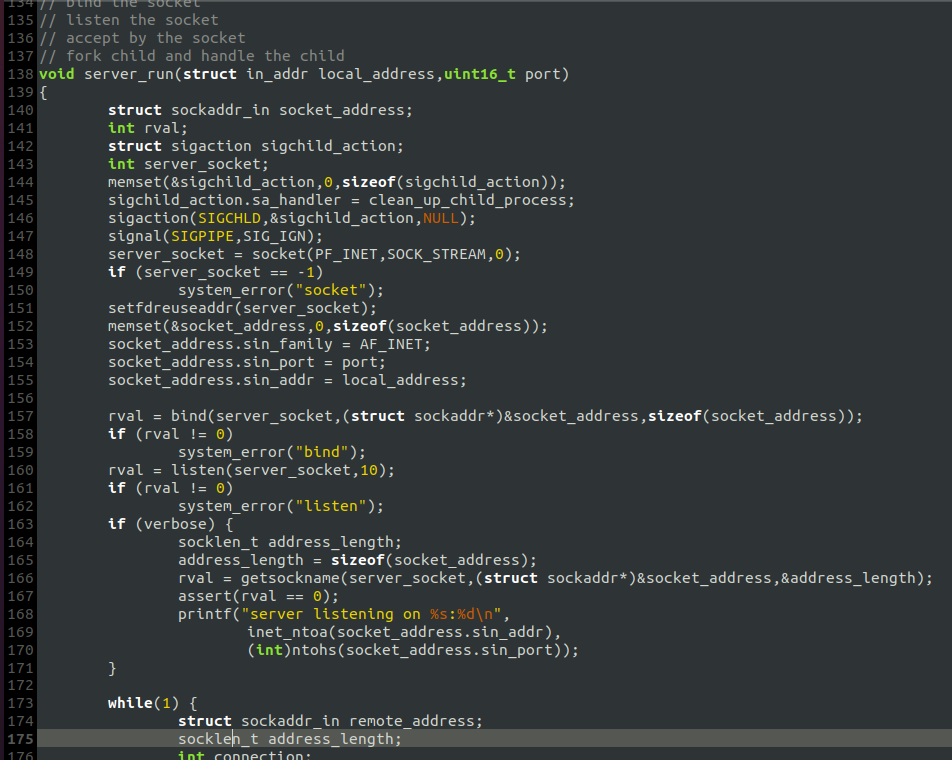 134 // bind the socket
135 // listen the socket
136 // accept by the socket
137 // fork child and handle the child
138 void server_run(struct in_addr local_address,uint16_t port)
139 {
140         struct sockaddr_in socket_address;
141         int rval;
142         struct sigaction sigchild_action;
143         int server_socket;
144         memset(&sigchild_action,0,sizeof(sigchild_action));
145         sigchild_action.sa_handler = clean_up_child_process;
146         sigaction(SIGCHLD,&sigchild_action,NULL);
147         signal(SIGPIPE,SIG_IGN);
148         server_socket = socket(PF_INET,SOCK_STREAM,0);
149         if (server_socket == -1)
150                 system_error("socket");
151         setfdreuseaddr(server_socket);
152         memset(&socket_address,0,sizeof(socket_address));
153         socket_address.sin_family = AF_INET;
154         socket_address.sin_port = port;
155         socket_address.sin_addr = local_address;
156
157         rval = bind(server_socket,(struct sockaddr*)&socket_address,sizeof(socket_address));
158         if (rval != 0)
159                 system_error("bind");
160         rval = listen(server_socket,10);
161         if (rval != 0)
162                 system_error("listen");
163         if (verbose) {
164                 socklen_t address_length;
165                 address_length = sizeof(socket_address);
166                 rval = getsockname(server_socket,(struct sockaddr*)&socket_address,&address_length);
167                 assert(rval == 0);
168                 printf("server listening on %s:%d\n",
169                         inet_ntoa(socket_address.sin_addr),
170                         (int)ntohs(socket_address.sin_port));
171         }
172
173         while(1) {
174                 struct sockaddr_in remote_address;
175                 socklen_t address_length;
176                 int connection;